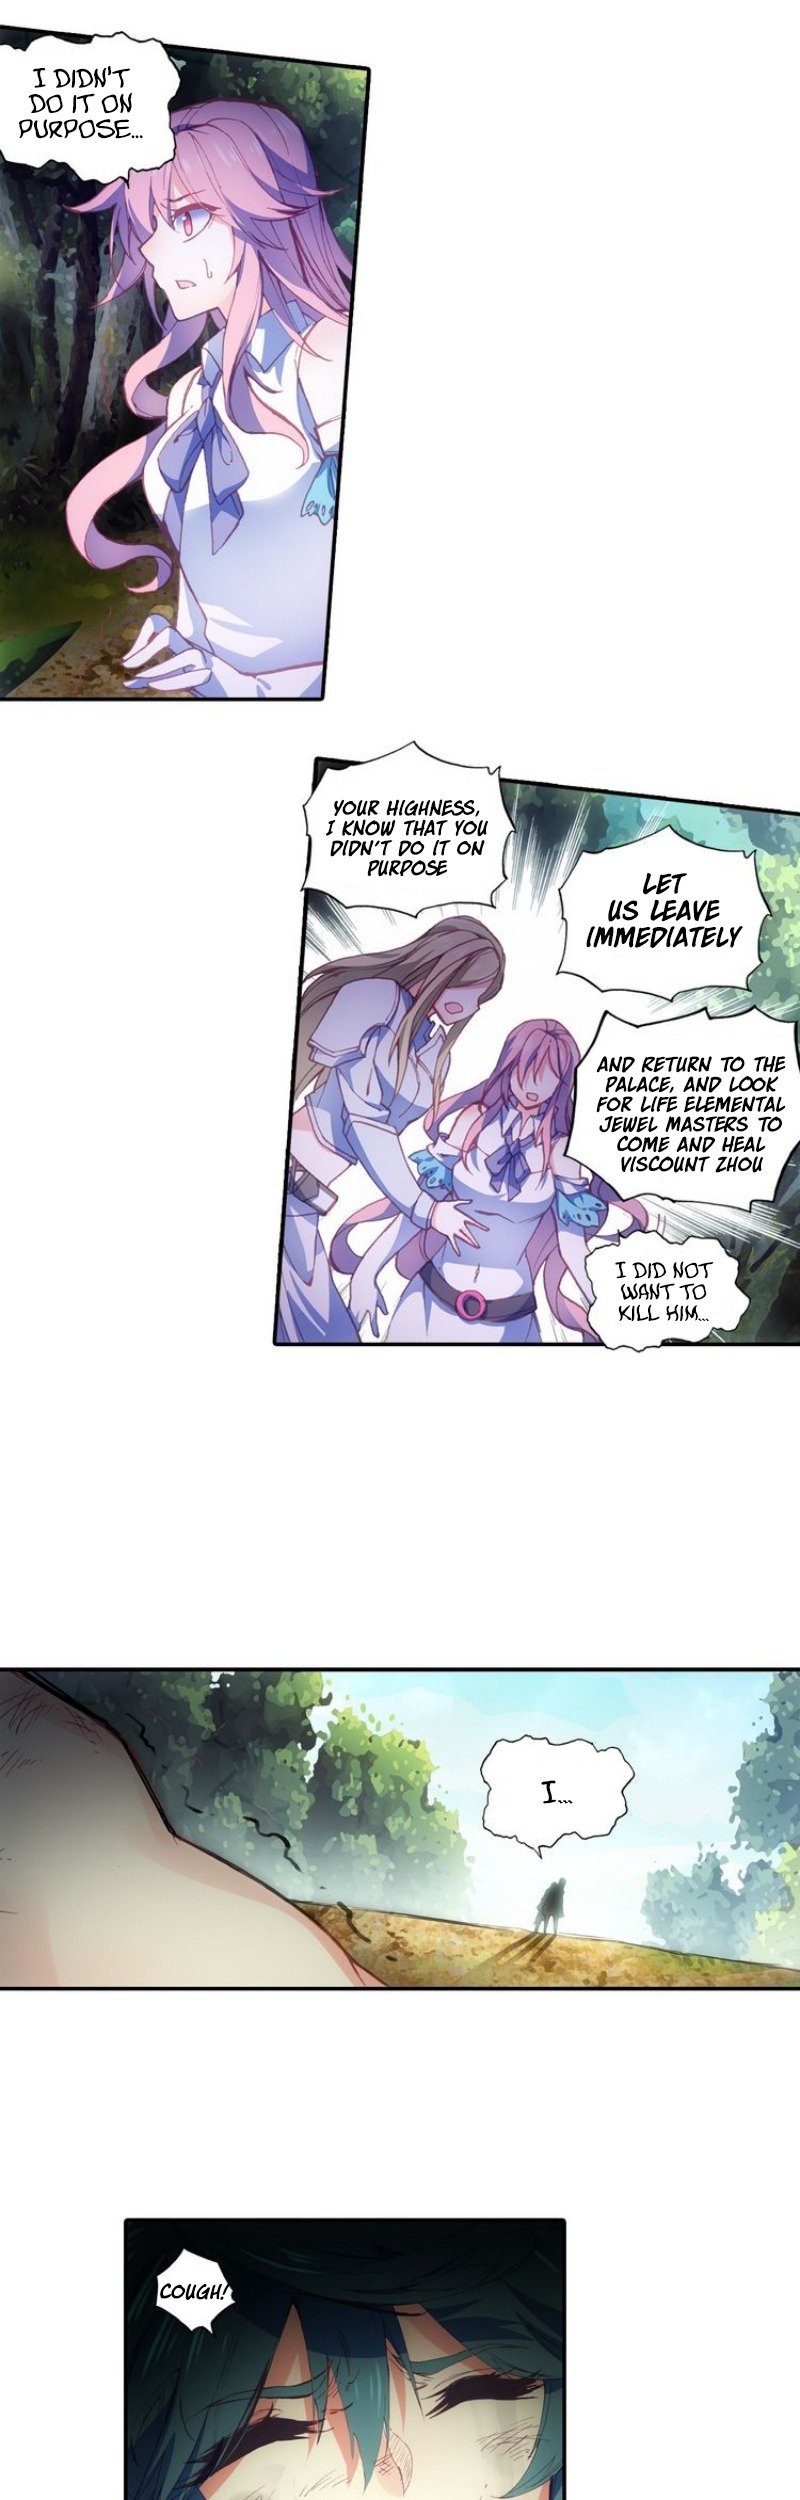 I DIDN'T
DO IT ON
PURPOSE...
YOUR HIGHNESS,
I KNOW THAT YOU
DIDN'T DO IT ON
PURPOSE
LET
US LEAVE
IMMEDIATELY
AND RETURN TO THE
PALACE, AND LOOK
FOR LIFE ELEMENTAL
JEWEL MASTERS TO
COME AND HEAL
VISCOUNT ZHOU
I DID NOT
WANT TO
KILL HIM...
I...
COUGH!